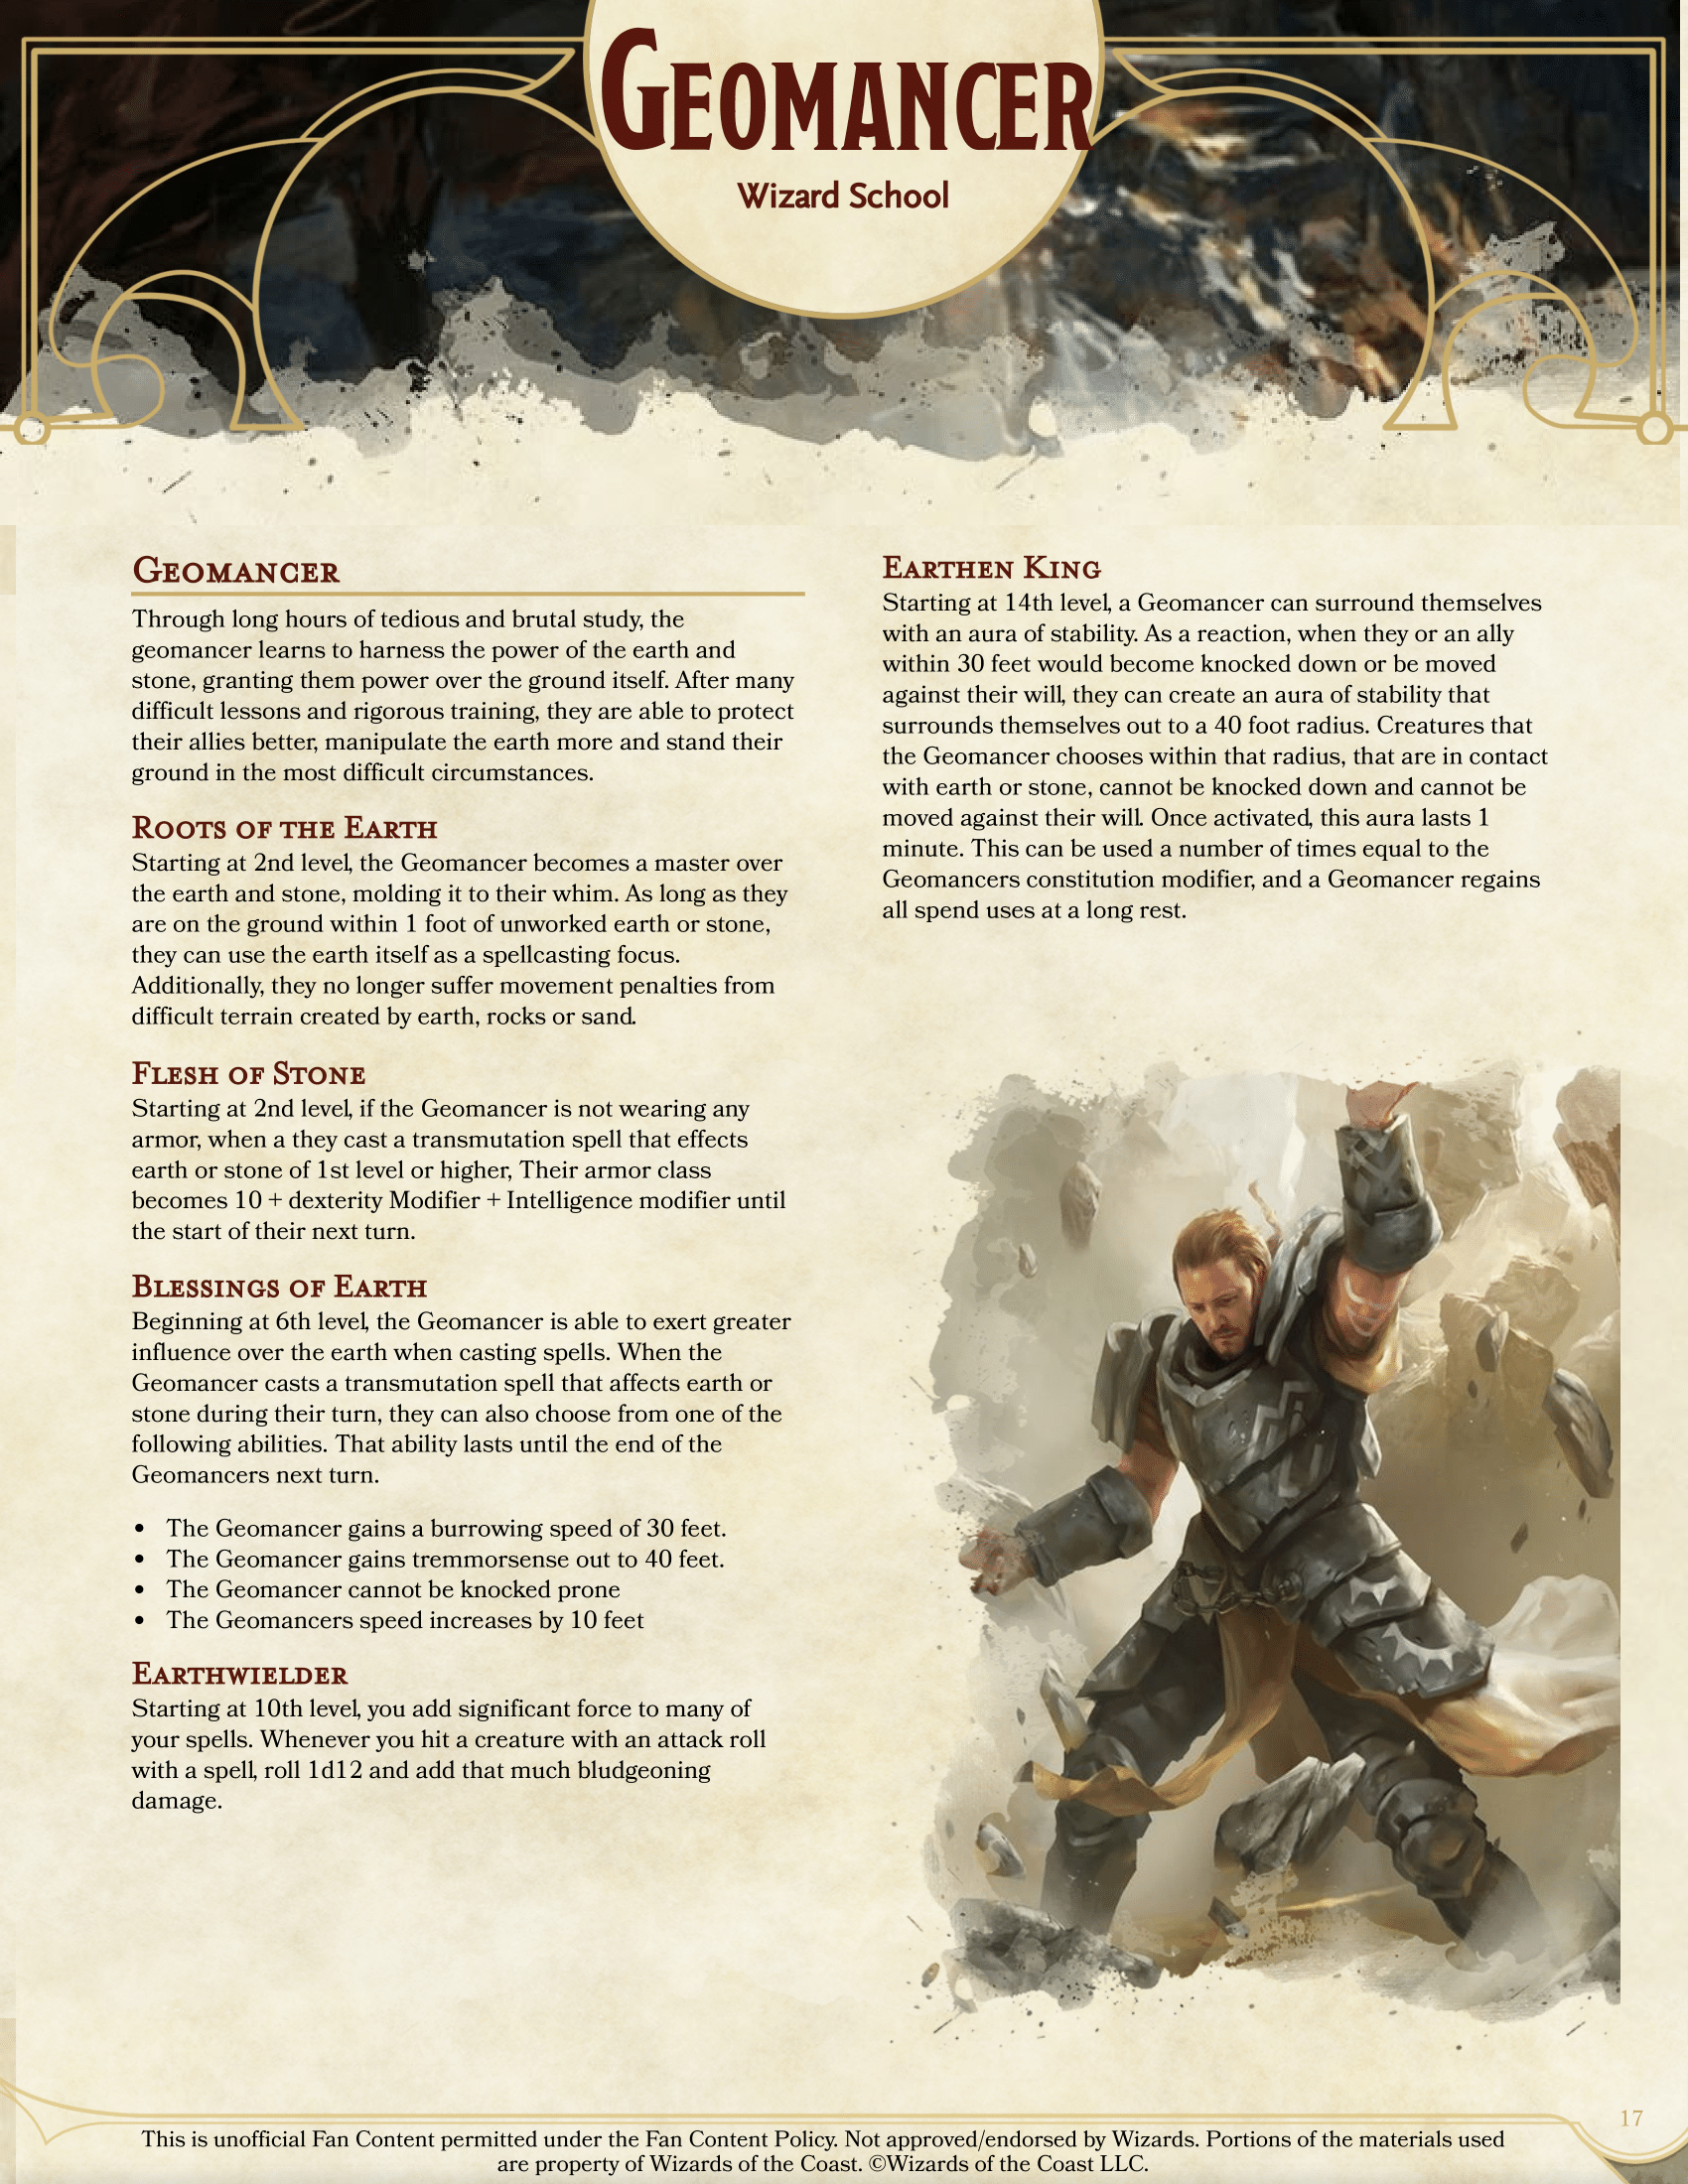 GEOMANCER
Wizard School
GEOMANCER
Through long hours of tedious and brutal study, the
geomancer learns to harness the power of the earth and
stone, granting them power over the ground itself. After many
difficult lessons and rigorous training, they are able to protect
their allies better, manipulate the earth more and stand their
ground in the most difficult circumstances.
ROOTS OF THE EARTH
Starting at 2nd level, the Geomancer becomes a master over
the earth and stone, molding it to their whim. As long as they
are on the ground within 1 foot of unworked earth or stone,
they can use the earth itself as a spellcasting focus.
Additionally, they no longer suffer movement penalties from
difficult terrain created by earth, rocks or sand.
FLESH OF STONE
Starting at 2nd level, if the Geomancer is not wearing any
armor, when a they cast a transmutation spell that effects
earth or stone of 1st level or higher, Their armor class
becomes 10 + dexterity Modifier + Intelligence modifier until
the start of their next turn.
BLESSINGS OF EARTH
Beginning at 6th level, the Geomancer is able to exert greater
influence over the earth when casting spells. When the
Geomancer casts a transmutation spell that affects earth or
stone during their turn, they can also choose from one of the
following abilities. That ability lasts until the end of the
Geomancers next turn.
• The Geomancer gains a burrowing speed of 30 feet.
• The Geomancer gains tremmorsense out to 40 feet.
• The Geomancer cannot be knocked prone
• The Geomancers speed increases by 10 feet
EARTHWIELDER
Starting at 10th level, you add significant force to many of
your spells. Whenever you hit a creature with an attack roll
with a spell, roll 1d12 and add that much bludgeoning
damage.
EARTHEN KING
Starting at 14th level, a Geomancer can surround themselves
with an aura of stability. As a reaction, when they or an ally
within 30 feet would become knocked down or be moved
against their will, they can create an aura of stability that
surrounds themselves out to a 40 foot radius. Creatures that
the Geomancer chooses within that radius, that are in contact
with earth or stone, cannot be knocked down and cannot be
moved against their will. Once activated, this aura lasts 1
minute. This can be used a number of times equal to the
Geomancers constitution modifier, and a Geomancer regains
all spend uses at a long rest.
17
This is unofficial Fan Content permitted under the Fan Content Policy. Not approved/endorsed by Wizards. Portions of the materials used
are property of Wizards of the Coast. ©Wizards of the Coast LLC.